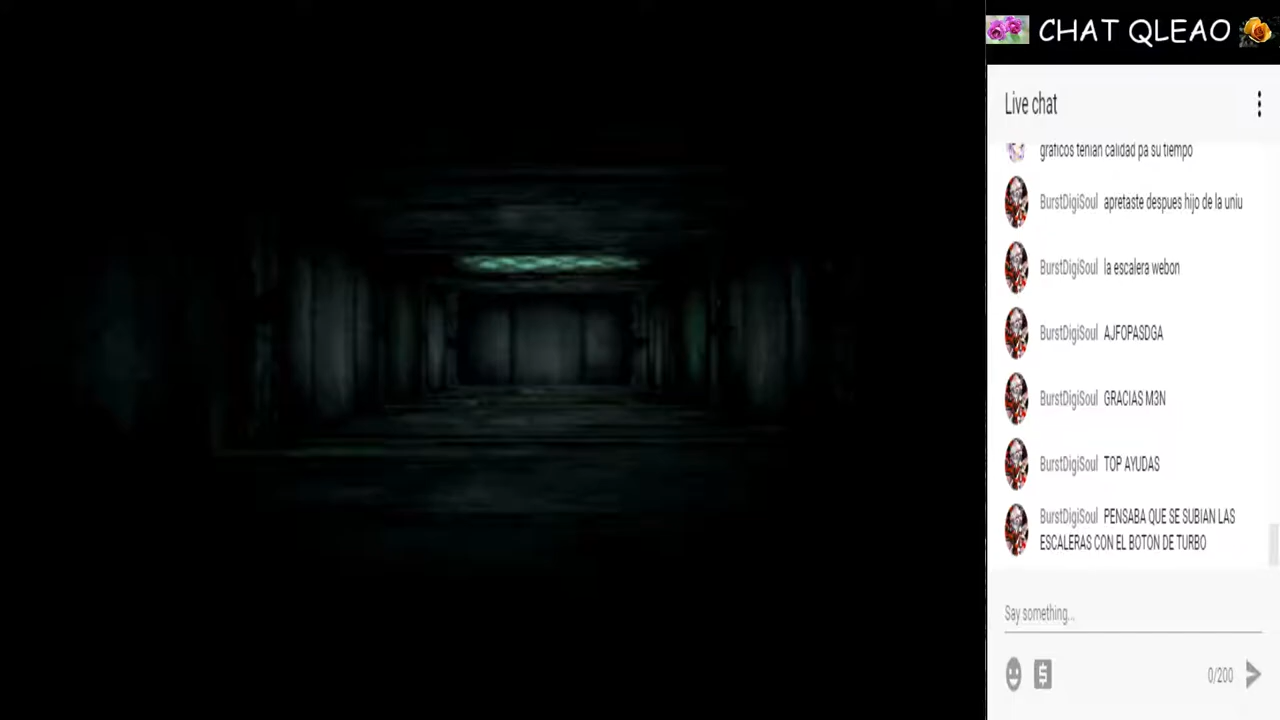 CHAT QLEAO
Live chat
graficos tenian calidad pa su tiempo
BurstDigiSoul apretaste despues hijo de la uniu
BurstDigiSoul la escalera webon
BurstDigiSoul AJFOPASDGA
BurstDigiSoul GRACIAS M3N
BurstDigiSoul TOP AYUDAS
BurstDigiSoul PENSABA QUE SE SUBIAN LAS
ESCALERAS CON EL BOTON DE TURBO
Say something...
0/200